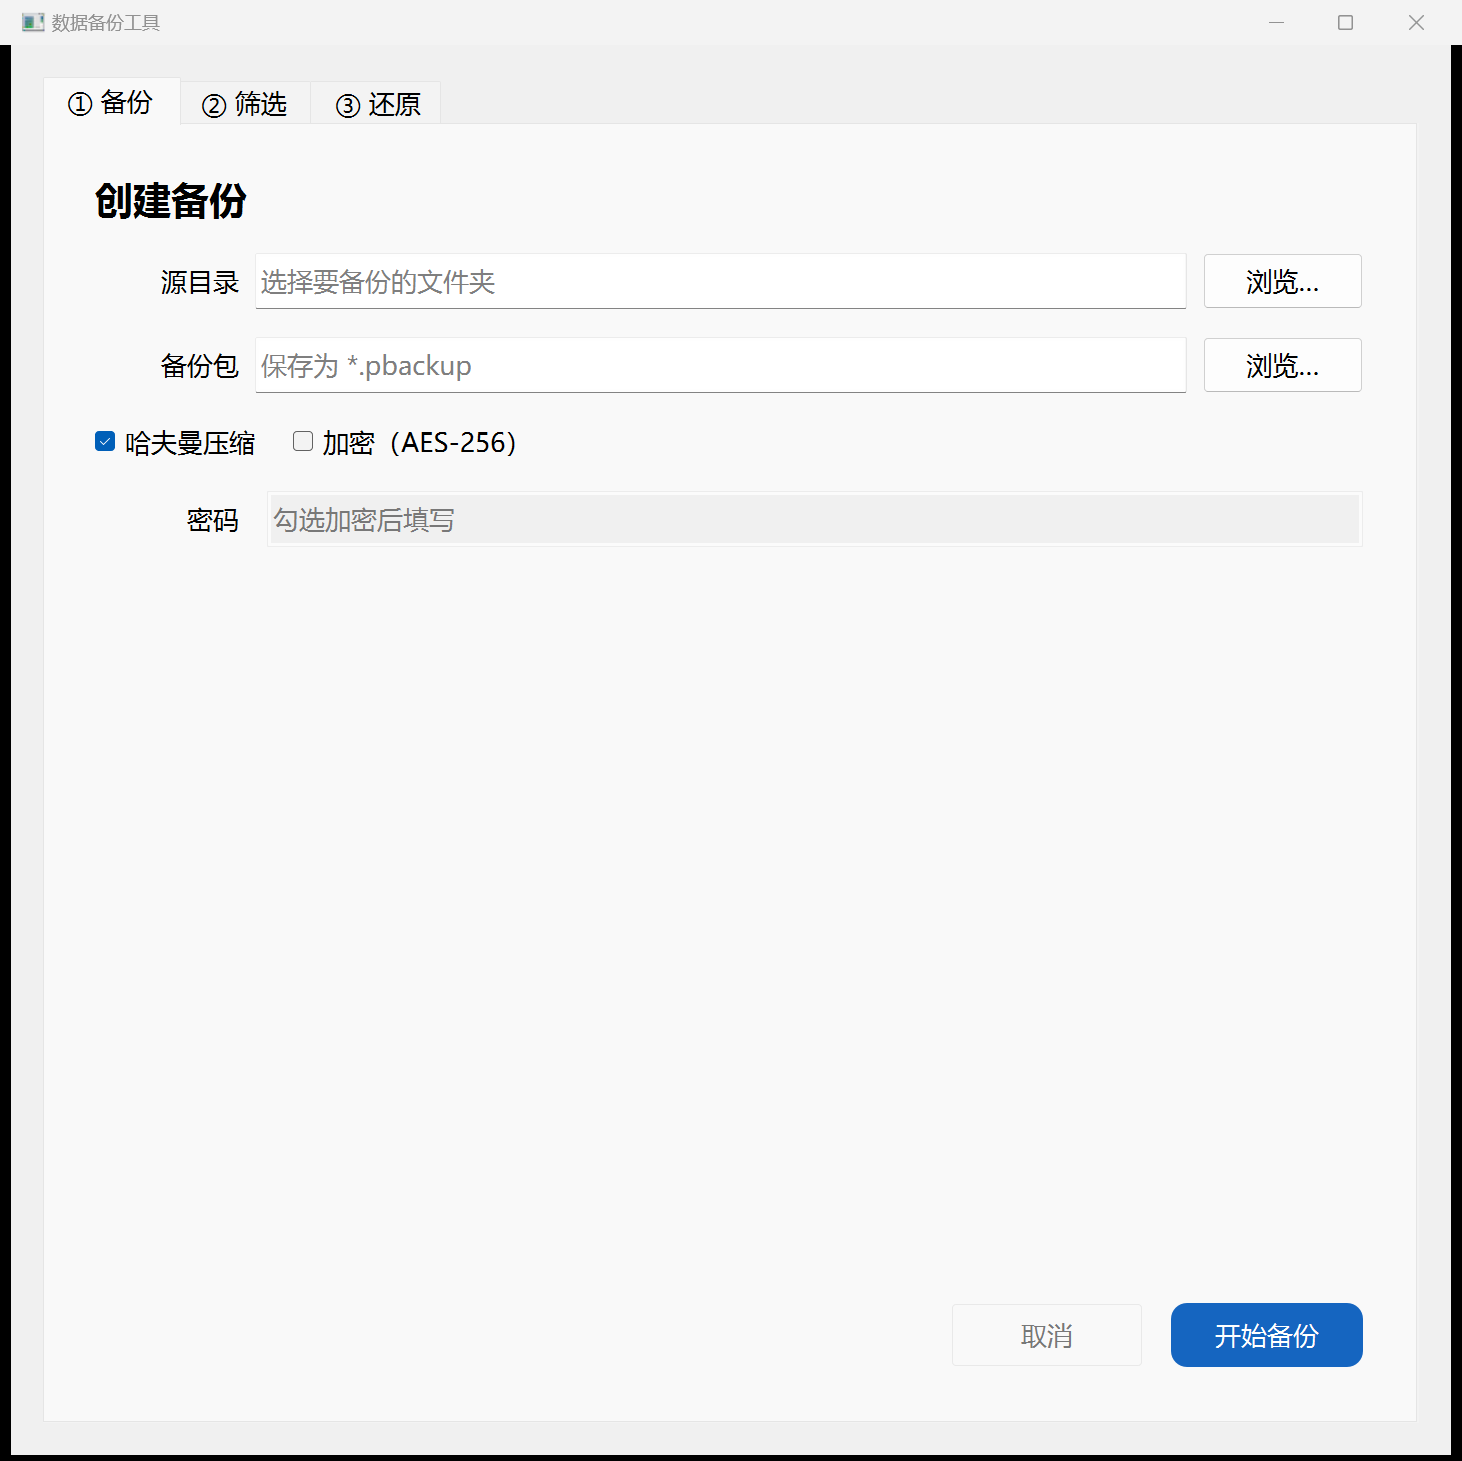 数据备份工具
① 备份 ② 筛选 ③ 还原
创建备份
源目录 选择要备份的文件夹 浏览...
备份包 保存为 *.pbackup 浏览...
哈夫曼压缩 加密（AES-256）
密码 勾选加密后填写
取消 开始备份